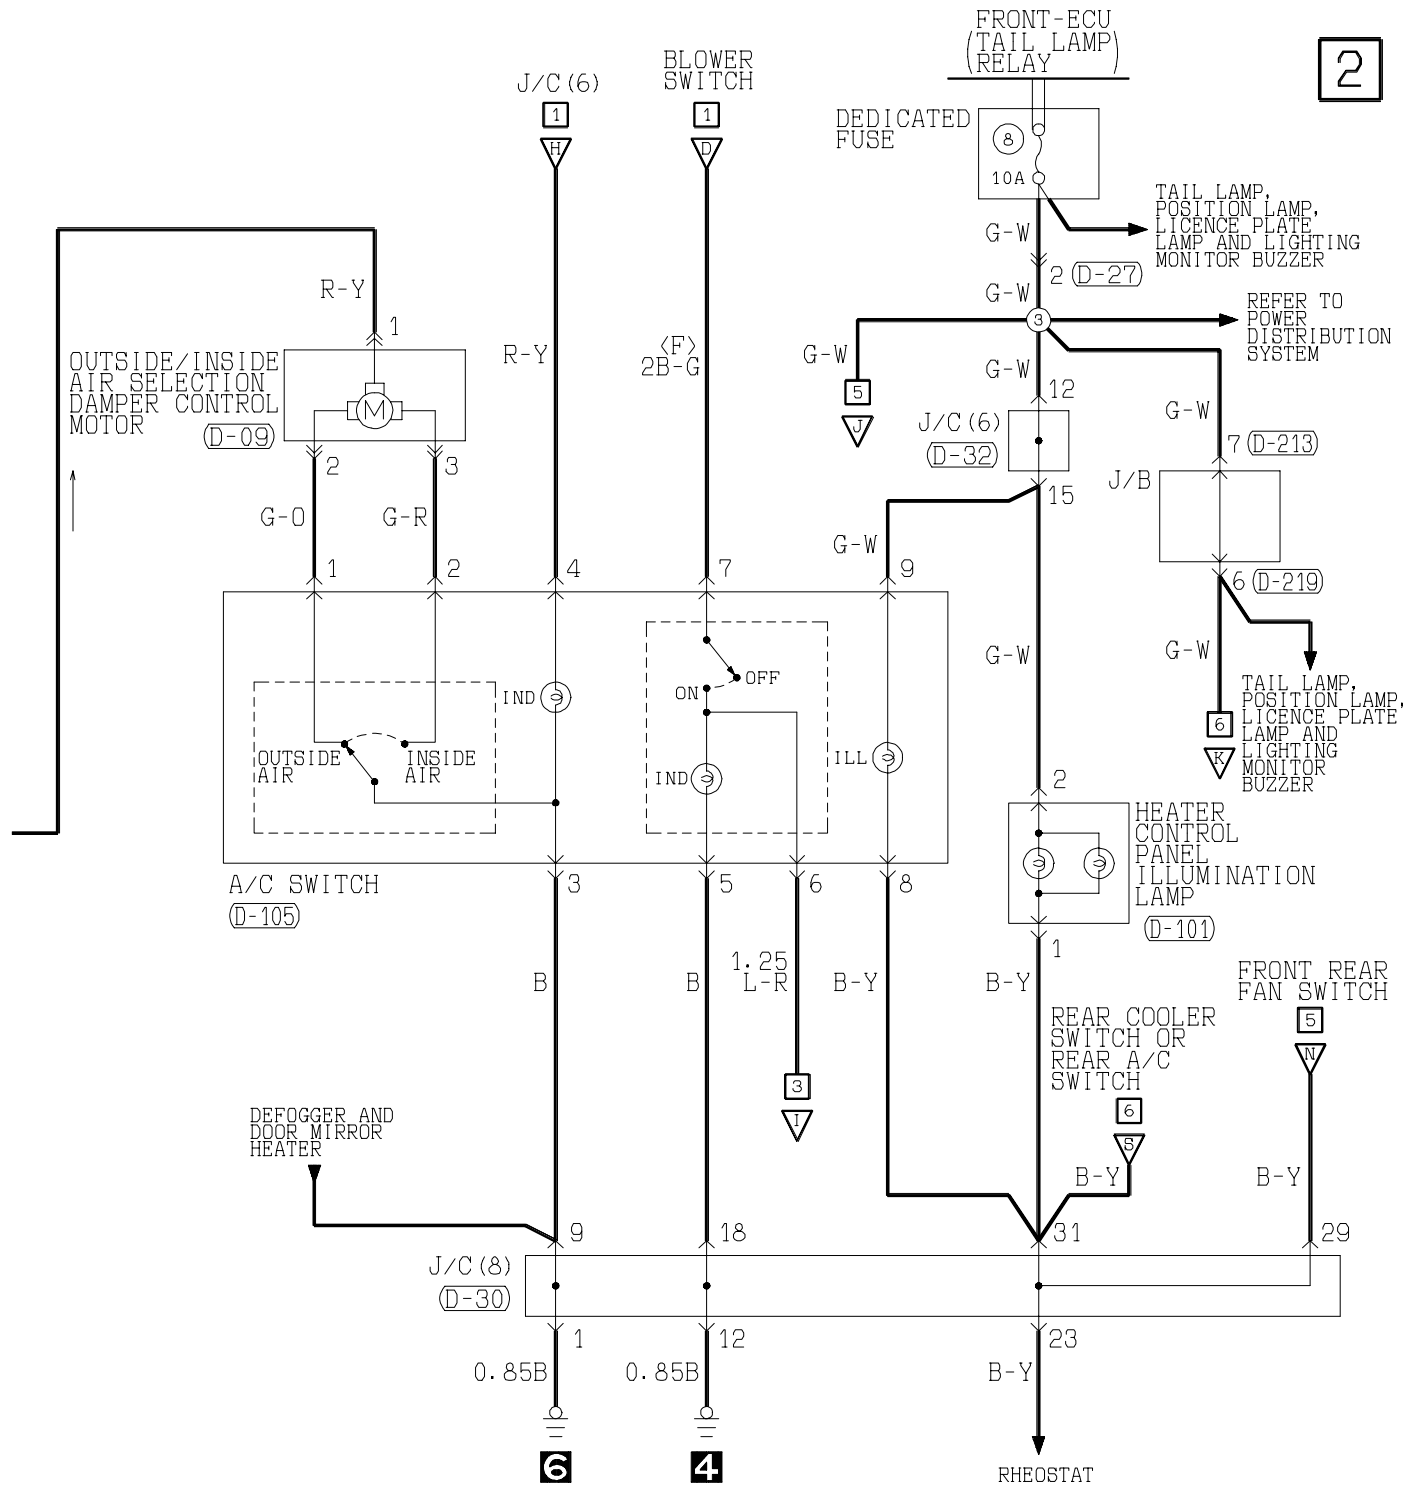 FRONT-ECU
(TAIL LAMP)
RELAY
2
BLOWER
SWITCH
J/C(6)
1
1
H
D
DEDICATED
FUSE
8
10A
TAIL LAMP,
POSITION LAMP,
LICENCE PLATE
LAMP AND LIGHTING
MONITOR BUZZER
G-W
2 (D-27)
R-Y
G-W
REFER TO
POWER
DISTRIBUTION
SYSTEM
3
1
OUTSIDE/INSIDE
AIR SELECTION
DAMPER CONTROL
MOTOR
(D-09)
M
R-Y
<F>
2B-G
G-W
5
J
G-W
12
J/C(6)
(D-32)
G-W
7 (D-213)
2
3
15
J/B
G-O
G-R
G-W
1
2
4
7
9
6 (D-219)
G-W
G-W
IND
ON
OFF
TAIL LAMP,
POSITION LAMP,
LICENCE PLATE
LAMP AND
LIGHTING
MONITOR
BUZZER
6
K
OUTSIDE
AIR
INSIDE
AIR
IND
ILL
2
HEATER
CONTROL
PANEL
ILLUMINATION
LAMP
(D-101)
A/C SWITCH
(D-105)
3
5
6
8
1
B
B
1.25
L-R
B-Y
B-Y
FRONT REAR
FAN SWITCH
5
N
REAR COOLER
SWITCH OR
REAR A/C
SWITCH
6
S
3
I
DEFOGGER AND
DOOR MIRROR
HEATER
B-Y
B-Y
9
18
31
29
J/C(8)
(D-30)
1
12
23
0.85B
0.85B
B-Y
6
4
RHEOSTAT